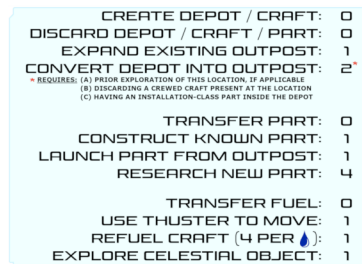 CREATE DEPOT / CRAFT: 0
DISCARD DEPOT / CRAFT / PART: 0
EXPAND EXISTING OUTPOST: 1
CONVERT DEPOT INTO OUTPOST: 2*
* REQUIRES: (A) PRIOR EXPLORATION OF THIS LOCATION, IF APPLICABLE
(B) DISCARDING A CREWED CRAFT PRESENT AT THE LOCATION
(C) HAVING AN INSTALLATION-CLASS PART INSIDE THE DEPOT
TRANSFER PART: 0
CONSTRUCT KNOWN PART: 1
LAUNCH PART FROM OUTPOST: 1
RESEARCH NEW PART: 4
TRANSFER FUEL: 0
USE THUSTER TO MOVE: 1
REFUEL CRAFT (4 PER ): 1
EXPLORE CELESTIAL OBJECT: 1